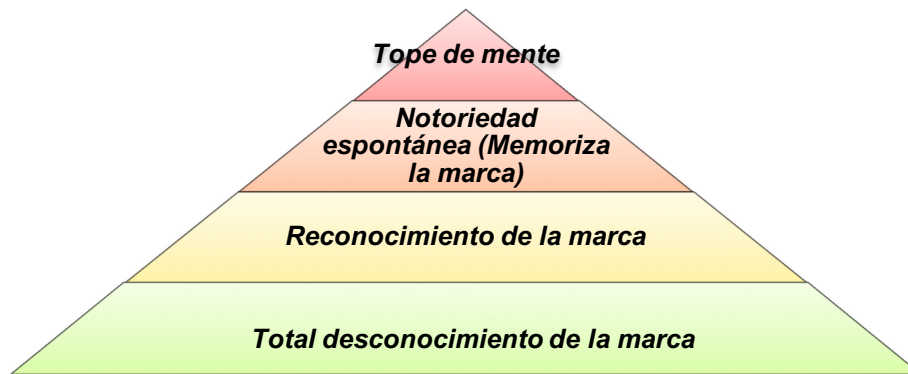 Tope de mente
Notoriedad
espontánea (Memoriza
la marca)
Reconocimiento de la marca
Total desconocimiento de la marca